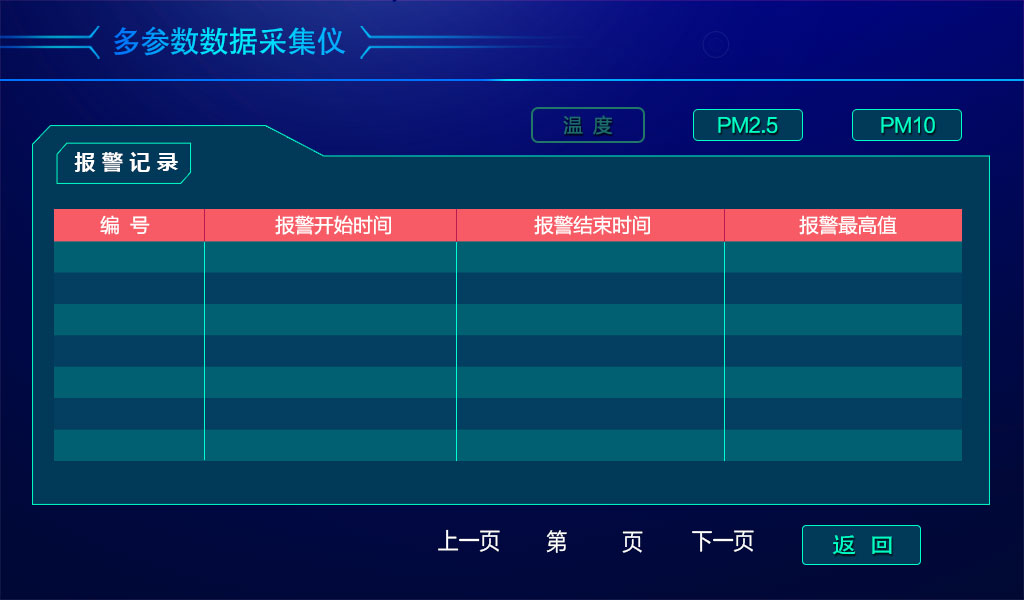 多参数数据采集仪
温 度 PM2.5 PM10
报 警 记 录
编 号 报警开始时间 报警结束时间 报警最高值
上一页 第 页 下一页 返 回